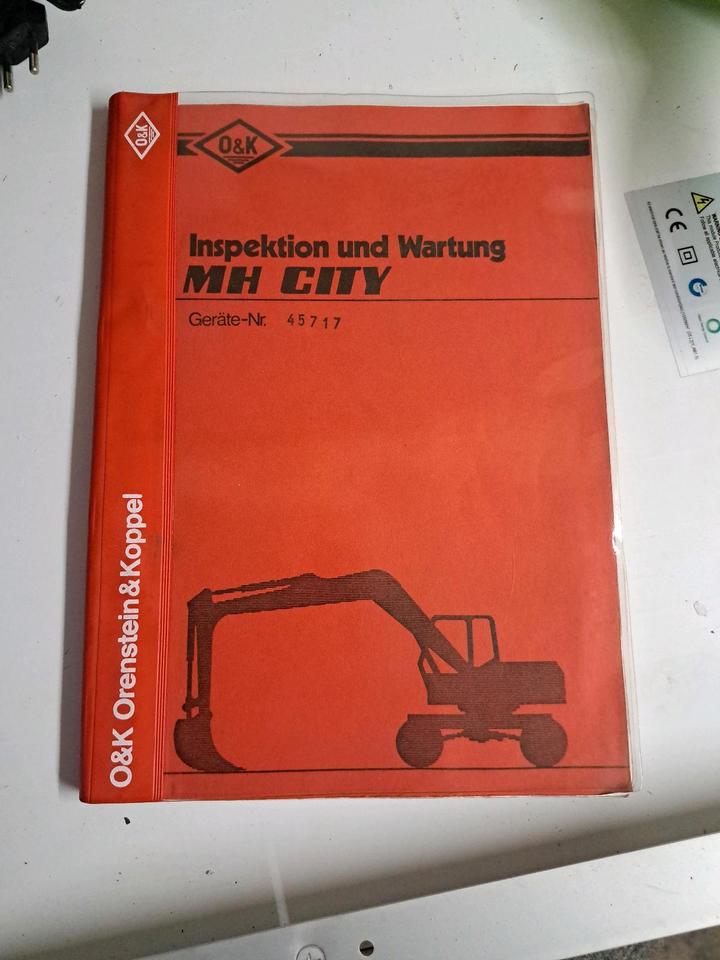 O&K
O&K
Inspektion und Wartung
MH CITY
Geräte-Nr. 45717
O&K Orenstein & Koppel
CE